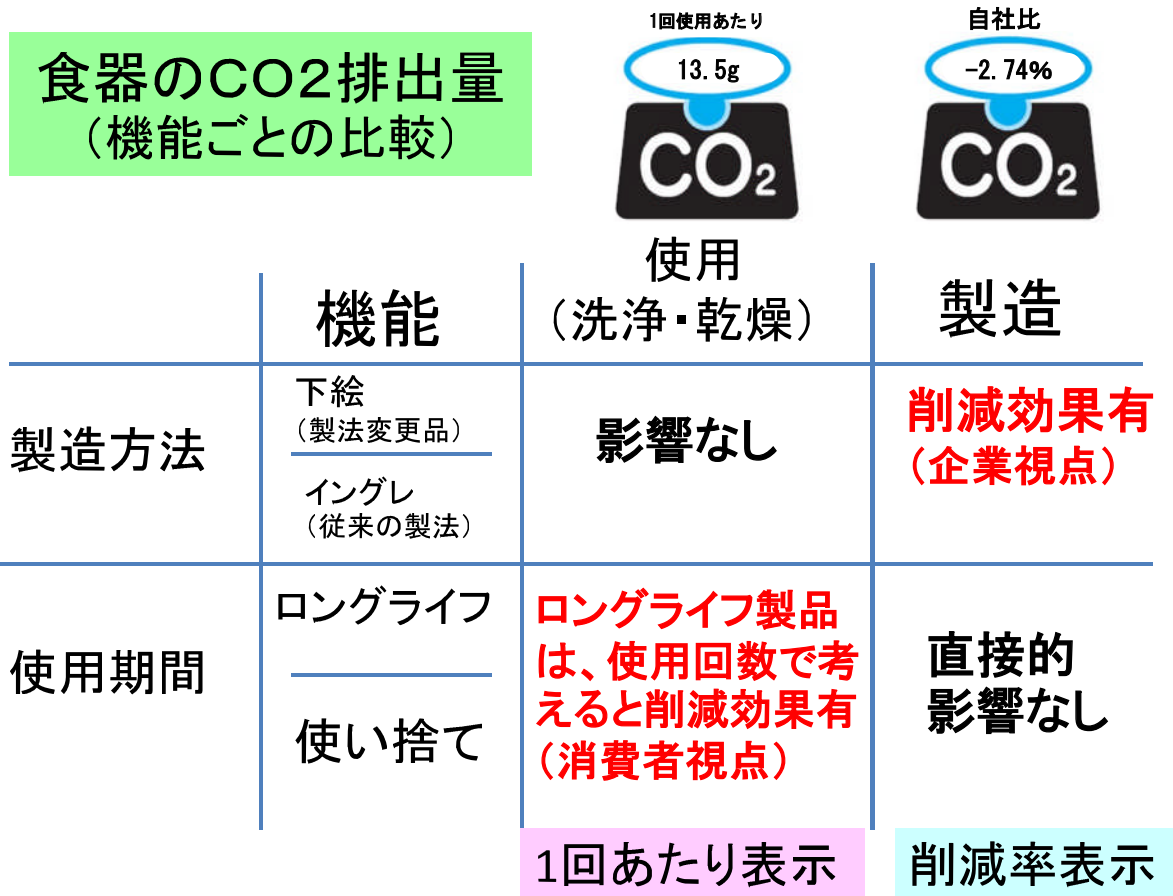 食器のCO2排出量
（機能ごとの比較）
1回使用あたり
13.5g
CO2
自社比
-2.74%
CO2
機能
使用
（洗浄・乾燥）
製造
製造方法
下絵
（製法変更品）
イングレ
（従来の製法）
影響なし
削減効果有
（企業視点）
使用期間
ロングライフ
使い捨て
ロングライフ製品
は、使用回数で考
えると削減効果有
（消費者視点）
直接的
影響なし
1回あたり表示
削減率表示